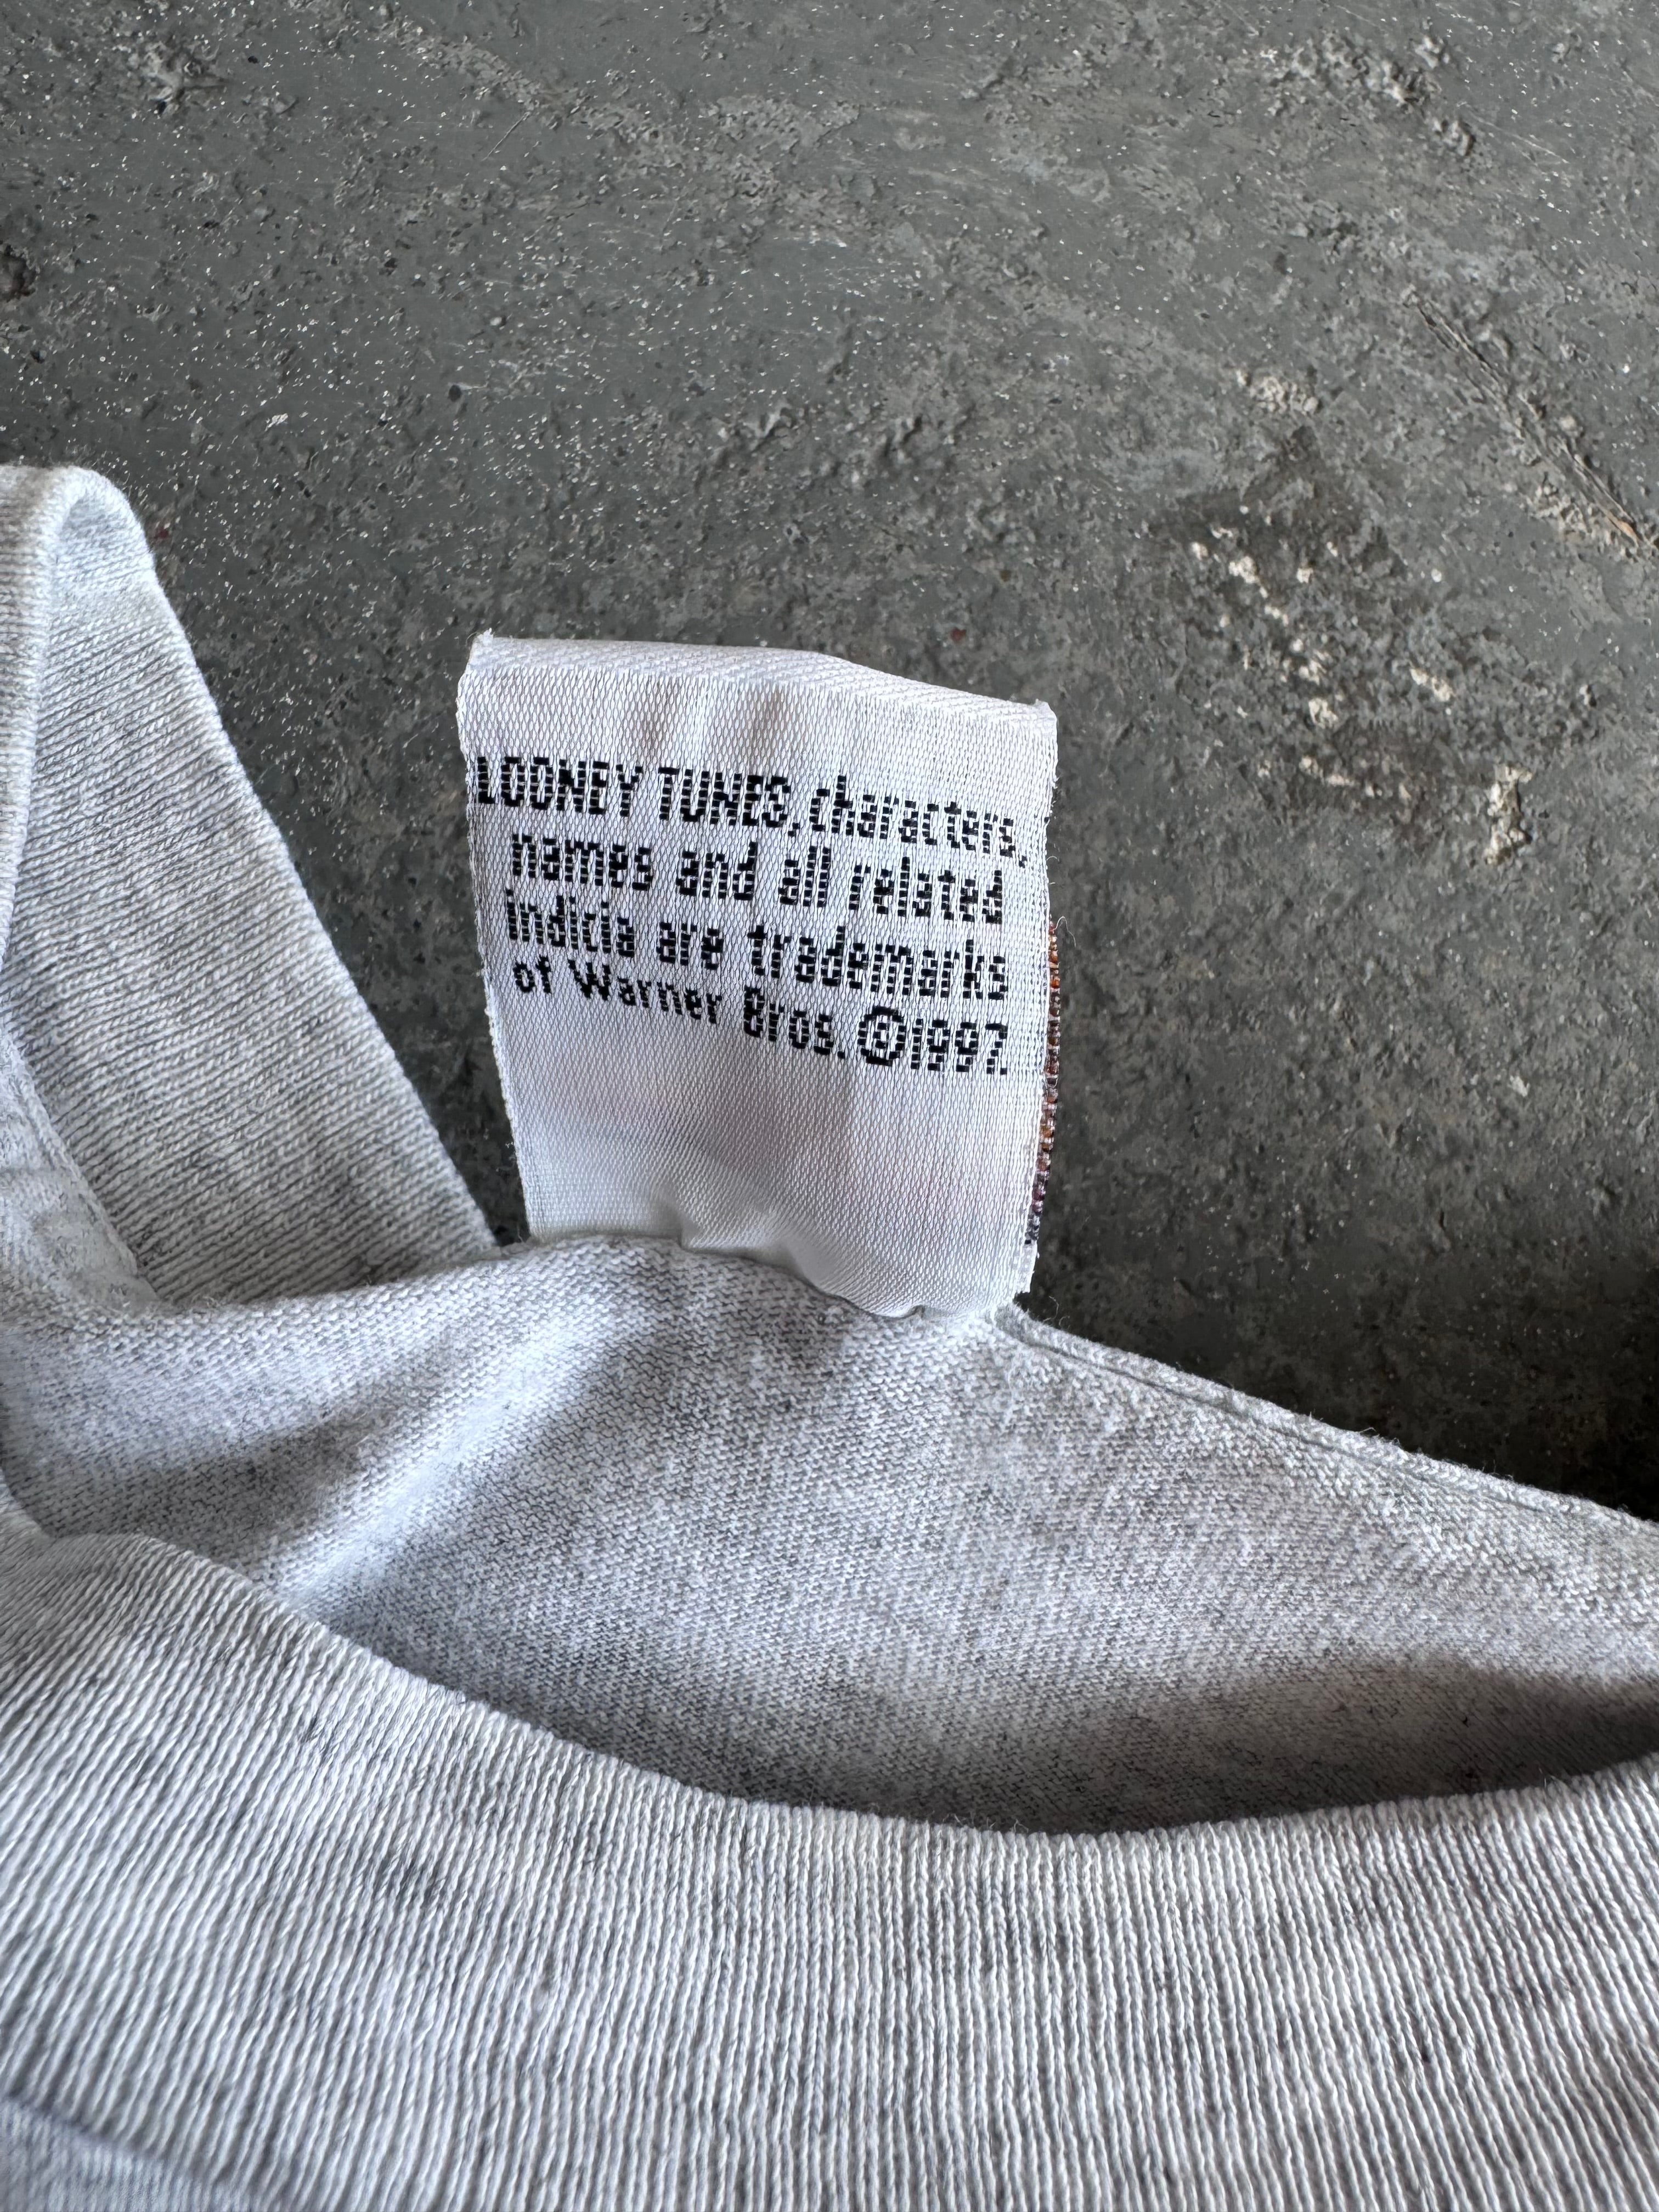 LOONEY TUNES, characters,
names and all related
indicia are trademarks
of Warner Bros. ©1997.